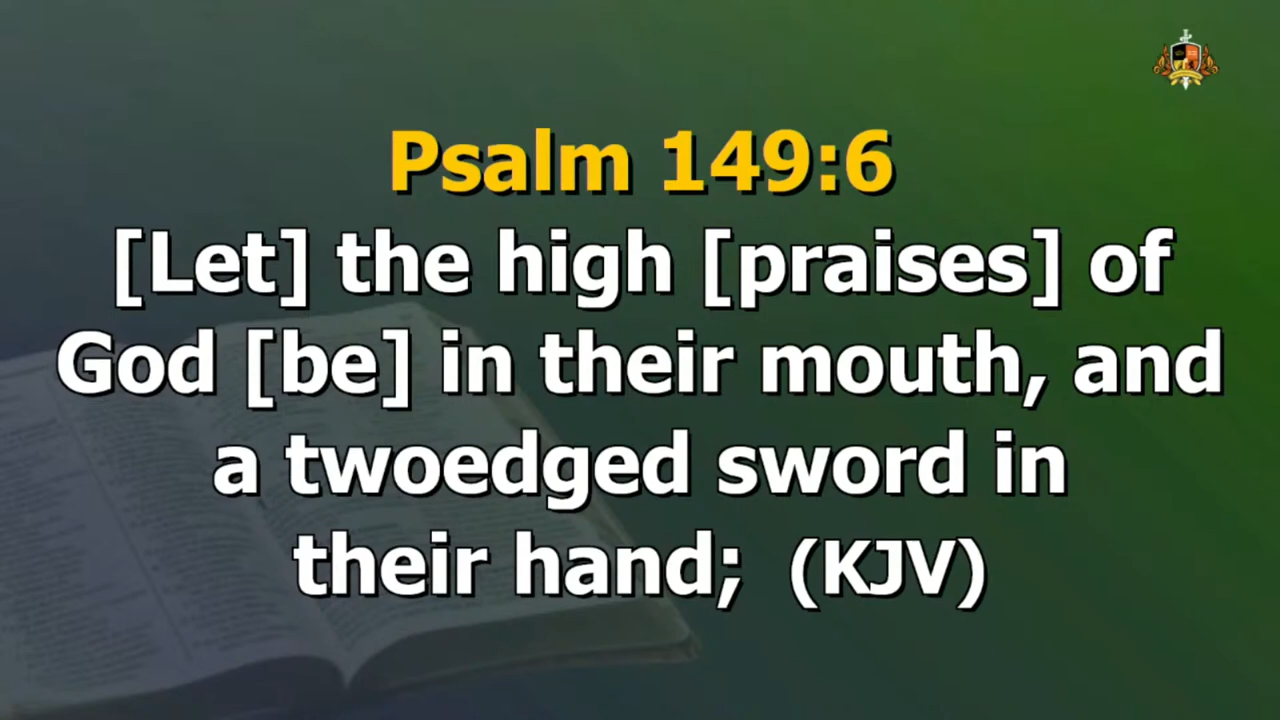 Psalm 149:6
[Let] the high [praises] of
God [be] in their mouth, and
a twoedged sword in
their hand;  (KJV)